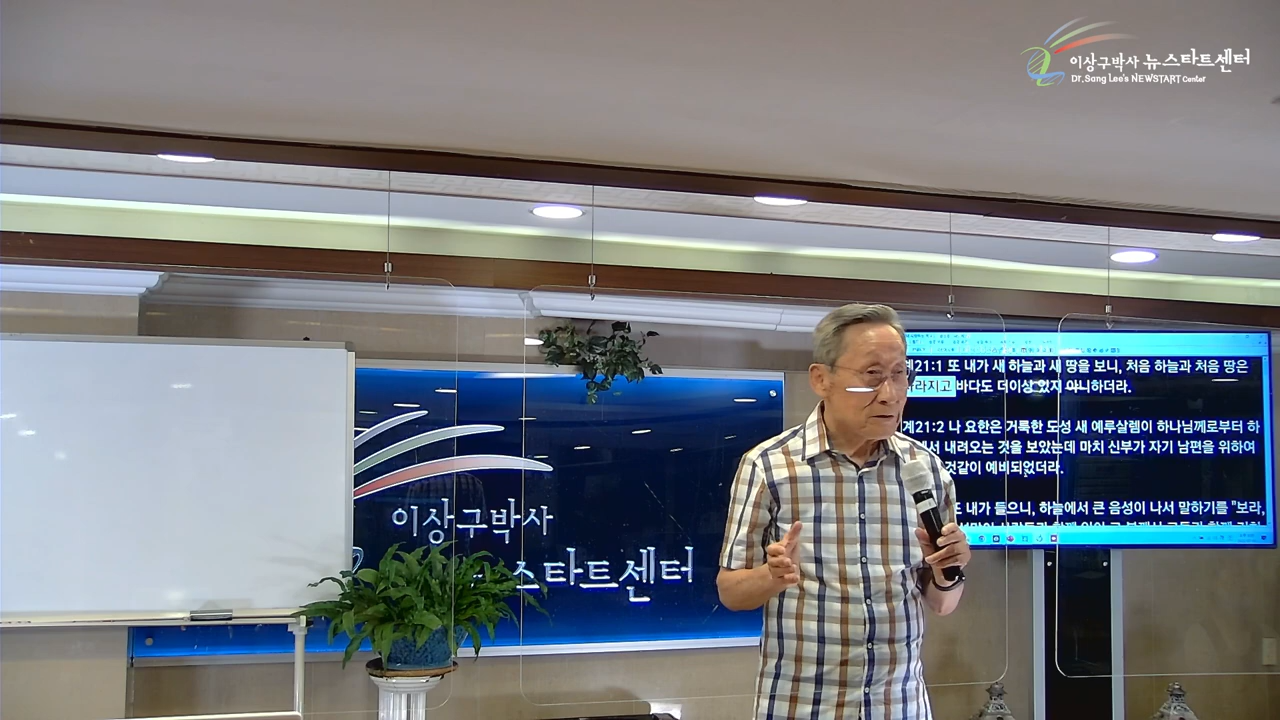 이상구박사 뉴스타트센터
Dr. Sang Lee's NEWSTART Center
계21:1 또 내가 새 하늘과 새 땅을 보니, 처음 하늘과 처음 땅은
사라지고 바다도 더이상 있지 아니하더라.
계21:2 나 요한은 거룩한 도성 새 예루살렘이 하나님께로부터 하
에서 내려오는 것을 보았는데 마치 신부가 자기 남편을 위하여
것같이 예비되었더라.
또 내가 들으니, 하늘에서 큰 음성이 나서 말하기를 "보라,
이상구박사
스타트센터